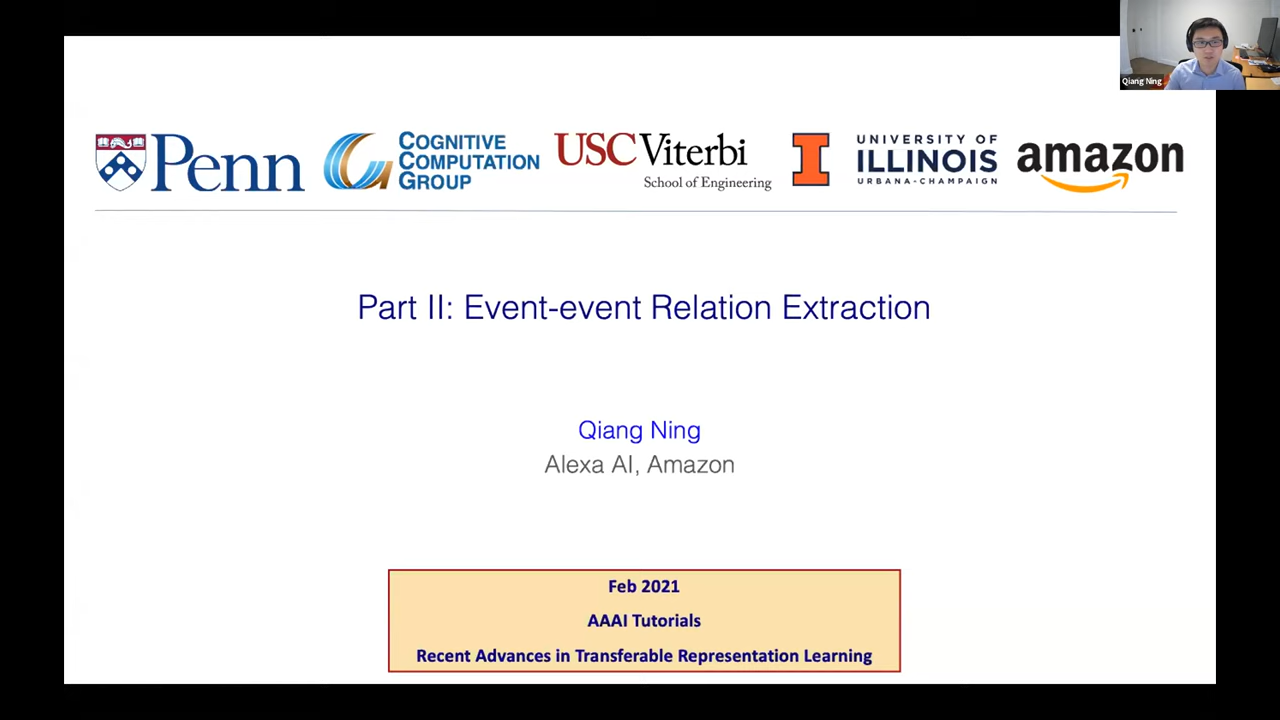 Qiang Ning
Penn
COGNITIVE
COMPUTATION
GROUP
USC Viterbi
School of Engineering
UNIVERSITY OF
ILLINOIS
URBANA-CHAMPAIGN
amazon
Part II: Event-event Relation Extraction
Qiang Ning
Alexa AI, Amazon
Feb 2021
AAAI Tutorials
Recent Advances in Transferable Representation Learning